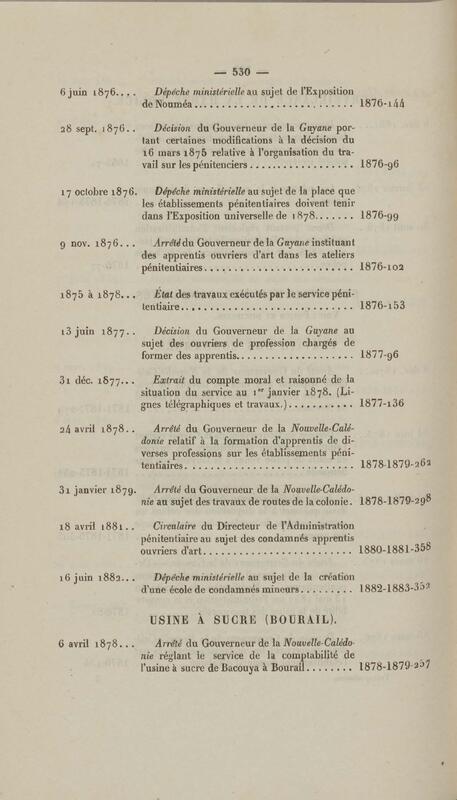 — 530 —
6 juin 1876.... Dépêche ministérielle au sujet de l'Exposition
de Nouméa........................ 1876-144
28 sept. 1876.. Décision du Gouverneur de la Guyane por-
tant certaines modifications à la décision du
16 mars 1875 relative à l'organisation du tra-
vail sur les pénitenciers................. 1876-96
17 octobre 1876. Dépêche ministérielle au sujet de la place que
les établissements pénitentiaires doivent tenir
dans l'Exposition universelle de 1878....... 1876-99
9 nov. 1876... Arrêté du Gouverneur de la Guyane instituant
des apprentis ouvriers d'art dans les ateliers
pénitentiaires........................ 1876-102
1875 à 1878... État des travaux exécutés par le service péni-
tentiaire............................ 1876-153
13 juin 1877.. Décision du Gouverneur de la Guyane au
sujet des ouvriers de profession chargés de
former des apprentis................... 1877-96
31 déc. 1877... Extrait du compte moral et raisonné de la
situation du service au 1er janvier 1878. (Li-
gnes télégraphiques et travaux.)........... 1877-136
24 avril 1878.. Arrêté du Gouverneur de la Nouvelle-Calé-
donie relatif à la formation d'apprentis de di-
verses professions sur les établissements péni-
tentiaires........................... 1878-1879-262
31 janvier 1879. Arrêté du Gouverneur de la Nouvelle-Calédo-
nie au sujet des travaux de routes de la colonie. 1878-1879-298
18 avril 1881.. Circulaire du Directeur de l'Administration
pénitentiaire au sujet des condamnés apprentis
ouvriers d'art........................ 1880-1881-358
16 juin 1882... Dépêche ministérielle au sujet de la création
d'une école de condamnés mineurs......... 1882-1883-352
USINE À SUCRE (BOURAIL).
6 avril 1878... Arrêté du Gouverneur de la Nouvelle-Calédo-
nie réglant le service de la comptabilité de
l'usine à sucre de Bacouya à Bourail........ 1878-1879-257